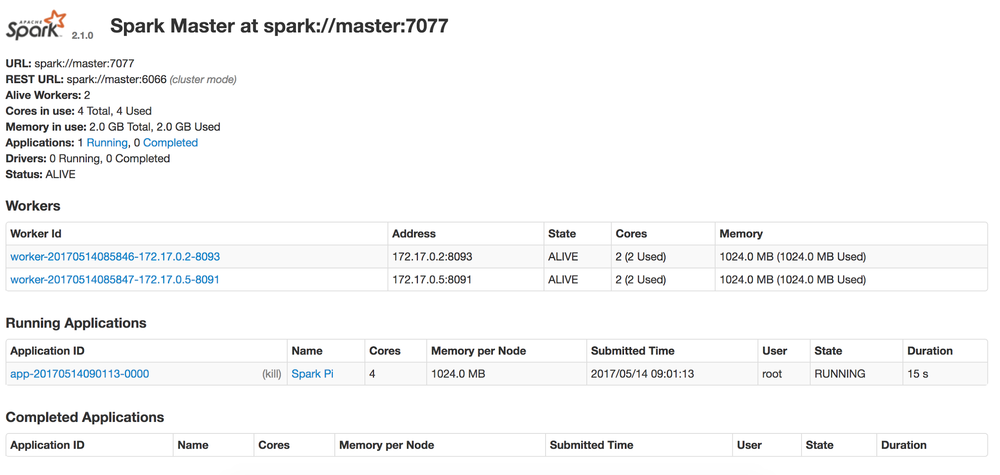 APACHE
Spark™ 2.1.0 Spark Master at spark://master:7077
URL: spark://master:7077
REST URL: spark://master:6066 (cluster mode)
Alive Workers: 2
Cores in use: 4 Total, 4 Used
Memory in use: 2.0 GB Total, 2.0 GB Used
Applications: 1 Running, 0 Completed
Drivers: 0 Running, 0 Completed
Status: ALIVE
Workers
Worker Id Address State Cores Memory
worker-20170514085846-172.17.0.2-8093 172.17.0.2:8093 ALIVE 2 (2 Used) 1024.0 MB (1024.0 MB Used)
worker-20170514085847-172.17.0.5-8091 172.17.0.5:8091 ALIVE 2 (2 Used) 1024.0 MB (1024.0 MB Used)
Running Applications
Application ID Name Cores Memory per Node Submitted Time User State Duration
app-20170514090113-0000 (kill) Spark Pi 4 1024.0 MB 2017/05/14 09:01:13 root RUNNING 15 s
Completed Applications
Application ID Name Cores Memory per Node Submitted Time User State Duration